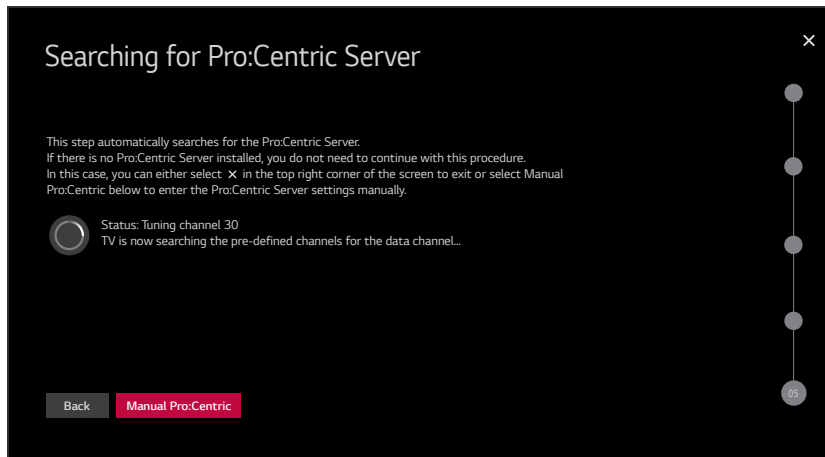 Searching for Pro:Centric Server
This step automatically searches for the Pro:Centric Server.
If there is no Pro:Centric Server installed, you do not need to continue with this procedure.
In this case, you can either select × in the top right corner of the screen to exit or select Manual
Pro:Centric below to enter the Pro:Centric Server settings manually.
Status: Tuning channel 30
TV is now searching the pre-defined channels for the data channel...
05
Back
Manual Pro:Centric